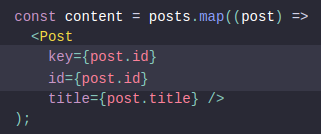 const content = posts.map((post) =>
  <Post
    key={post.id}
    id={post.id}
    title={post.title} />
);